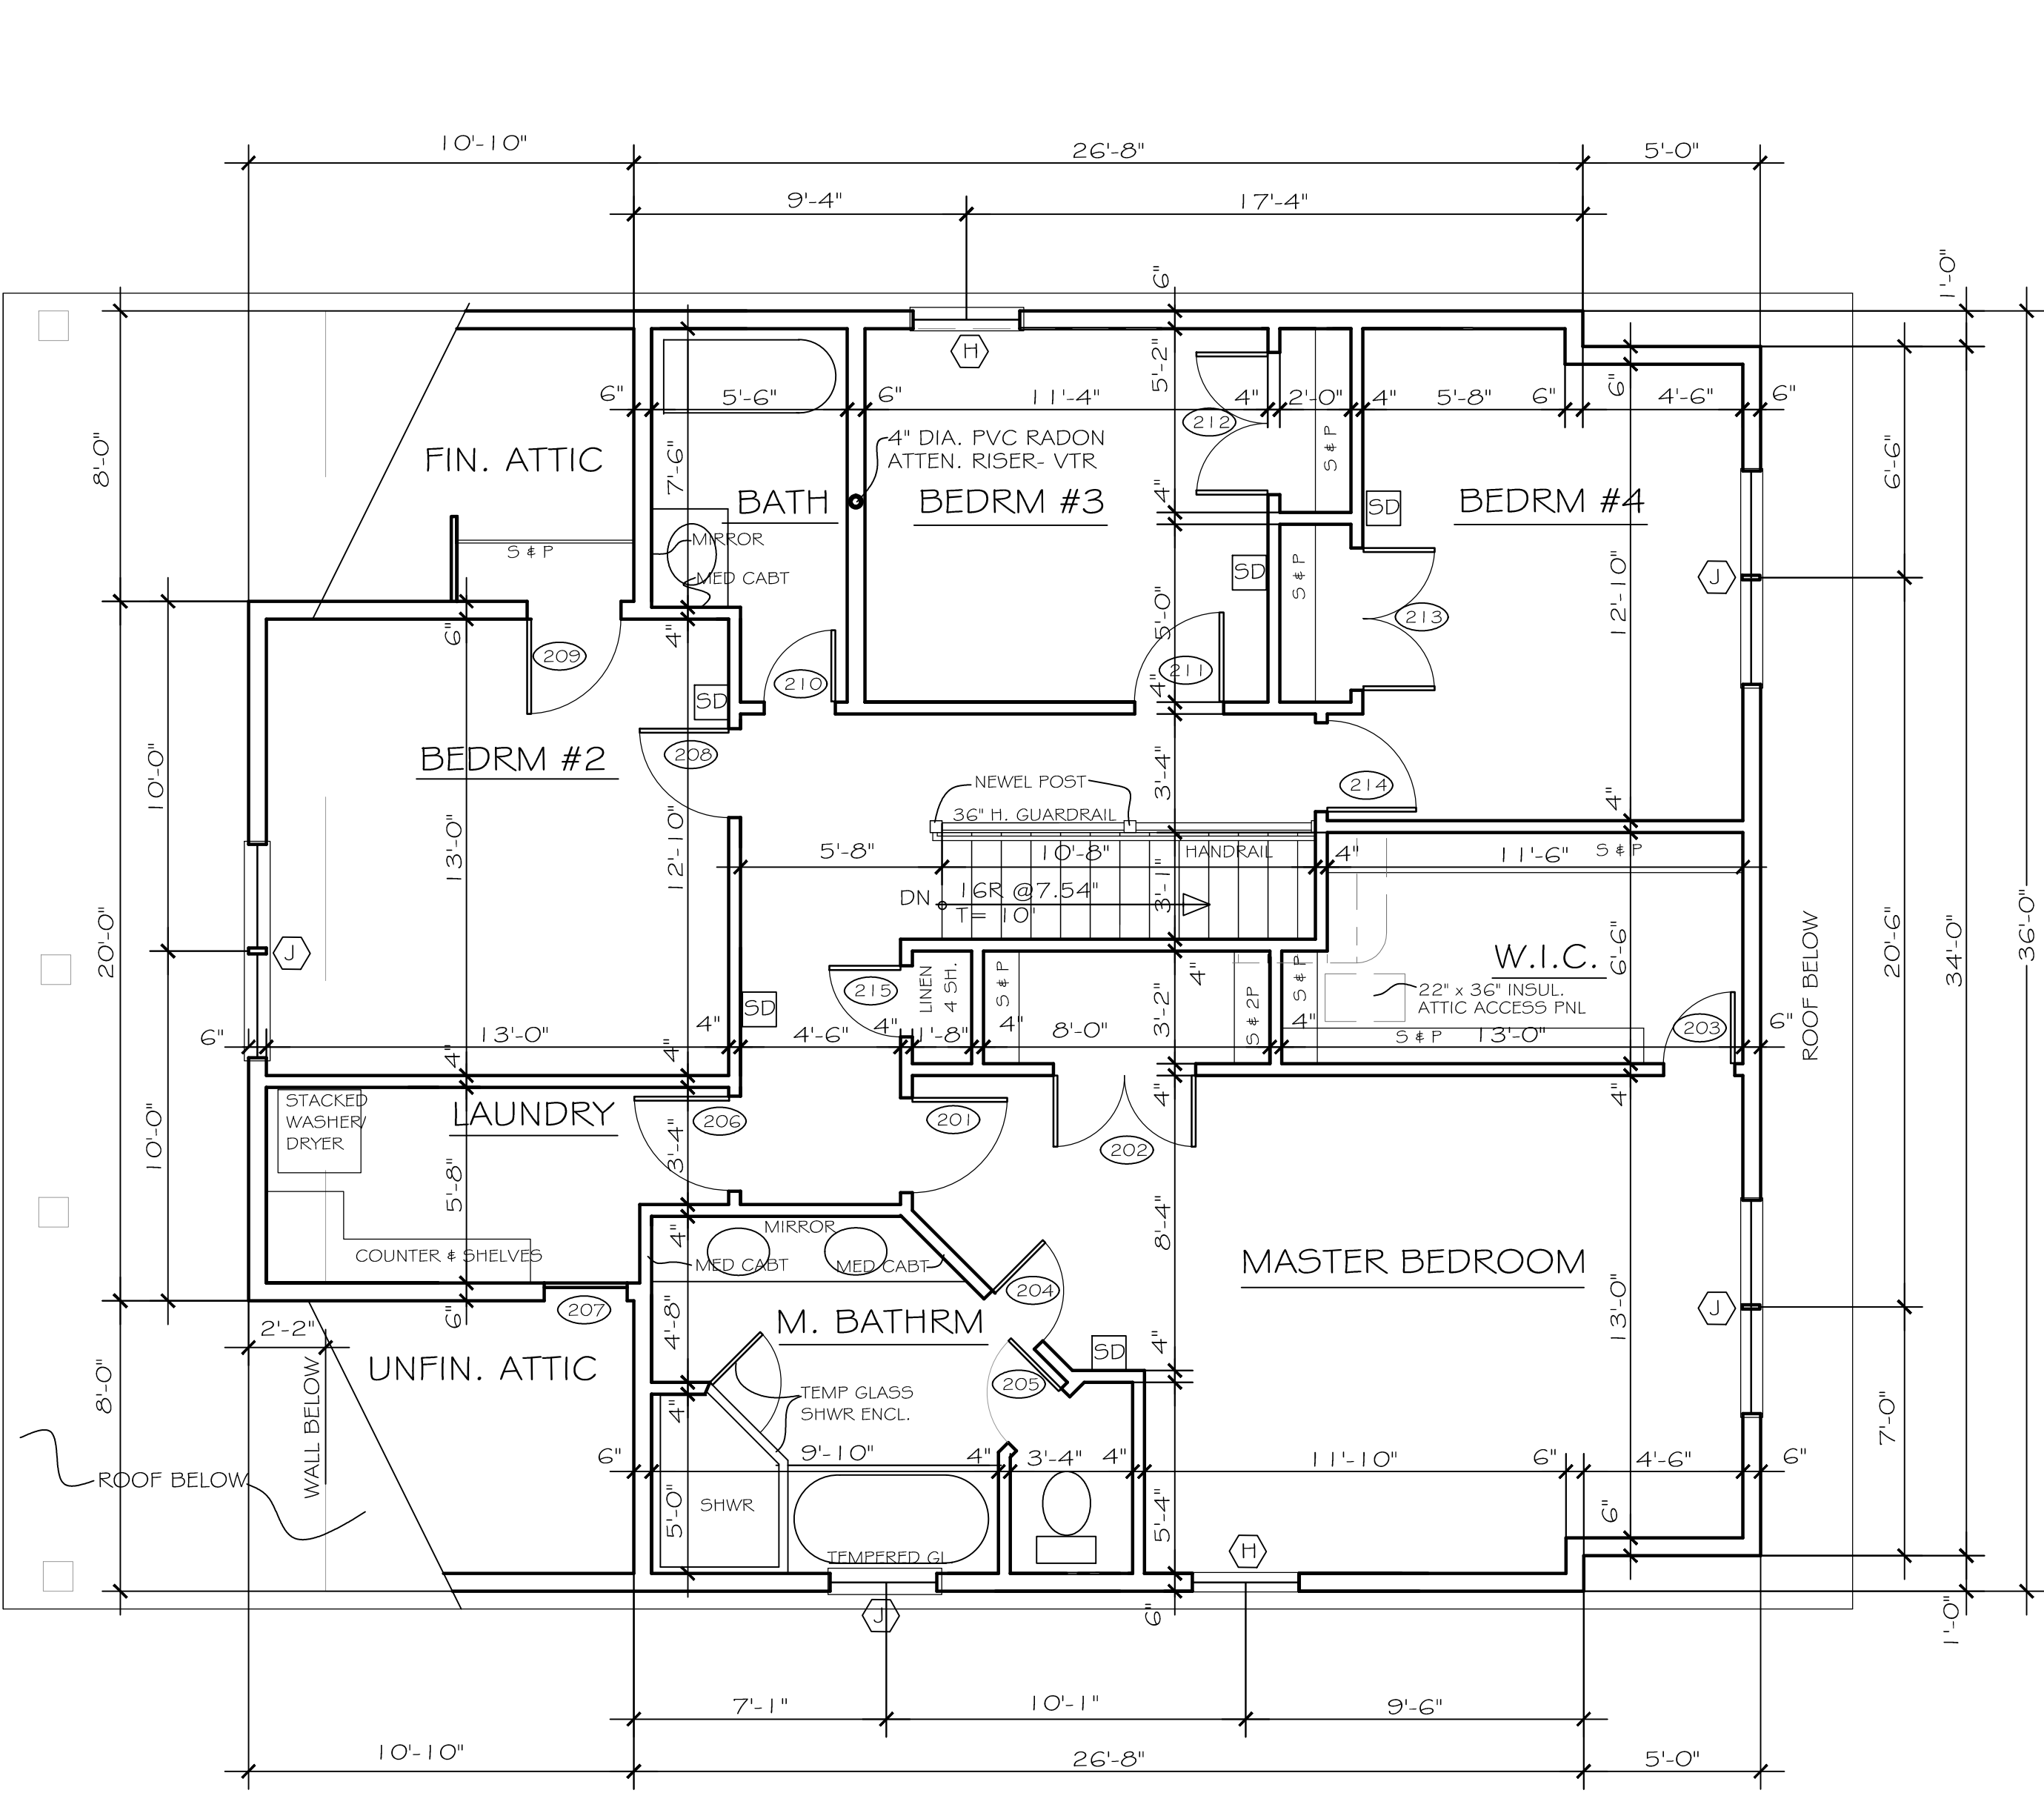 10'-10"
26'-8"
5'-0"
9'-4"
17'-4"
1'-0"
6"
H
5'-2"
6"
6"
5'-6"
6"
11'-4"
4"
2'-0"
4"
5'-8"
6"
4'-6"
6"
212
8'-0"
FIN. ATTIC
7'-6"
4" DIA. PVC RADON
ATTEN. RISER- VTR
S & P
6'-6"
BATH
BEDRM #3
4"
SD
BEDRM #4
MIRROR
S & P
MED CABT
SD
S & P
J
12'-10"
6"
4"
5'-0"
213
209
210
211
4"
SD
208
BEDRM #2
10'-0"
3'-4"
214
NEWEL POST
36" H. GUARDRAIL
4"
13'-0"
12'-10"
5'-8"
10'-8"
HANDRAIL
4"
11'-6"
S & P
DN
16R @7.54"
T= 10'
3'-1"
20'-0"
J
W.I.C.
6'-6"
ROOF BELOW
20'-6"
34'-0"
36'-0"
215
LINEN
4 SH.
S & P
4"
S & 2P
S & P
22" x 36" INSUL.
ATTIC ACCESS PNL
SD
6"
13'-0"
4"
4'-6"
4"
1'-8"
4"
8'-0"
3'-2"
4"
S & P
13'-0"
203
6"
4"
4"
STACKED
WASHER/
DRYER
LAUNDRY
206
201
202
4"
4"
10'-0"
5'-8"
3'-4"
8'-4"
COUNTER & SHELVES
4"
MIRROR
MED CABT
MED CABT
MASTER BEDROOM
204
207
6"
4'-8"
M. BATHRM
4"
SD
13'-0"
J
2'-2"
UNFIN. ATTIC
205
8'-0"
WALL BELOW
4"
TEMP GLASS
SHWR ENCL.
7'-0"
ROOF BELOW
6"
9'-10"
4"
3'-4"
4"
11'-10"
6"
4'-6"
6"
SHWR
5'-0"
5'-4"
6"
TEMPERED GL
H
J
6"
1'-0"
7'-1"
10'-1"
9'-6"
10'-10"
26'-8"
5'-0"